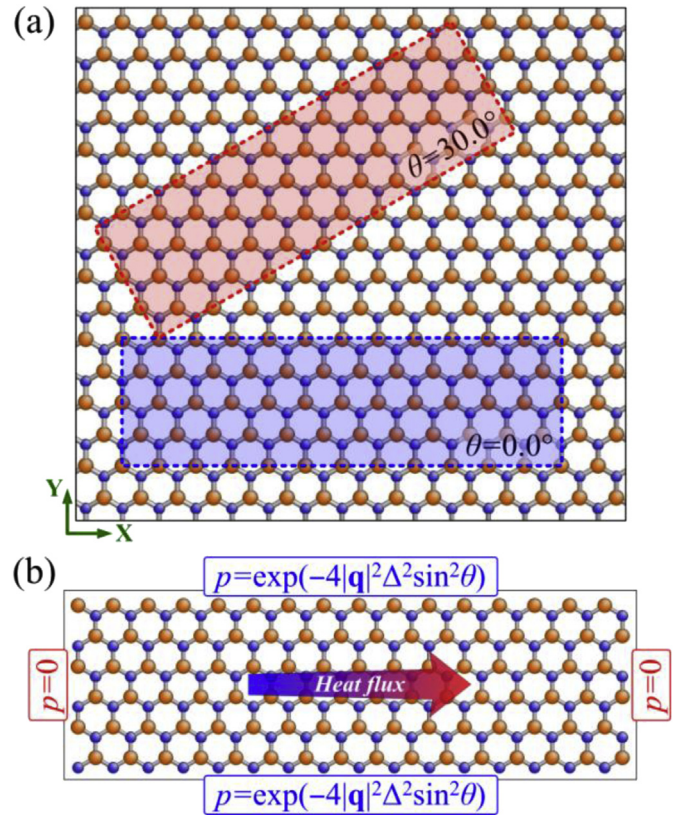 (a)
θ=30.0°
θ=0.0°
Y
X
(b)
p=exp(−4|q|²Δ²sin²θ)
p=0
Heat flux
p=0
p=exp(−4|q|²Δ²sin²θ)